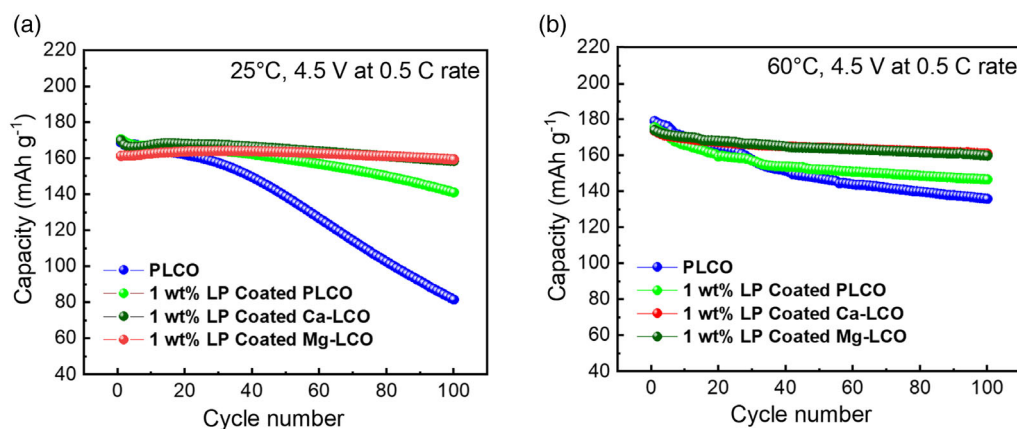 (a)
220
200
180
160
140
120
100
80
60
40
Capacity (mAh g⁻¹)
25°C, 4.5 V at 0.5 C rate
PLCO
1 wt% LP Coated PLCO
1 wt% LP Coated Ca-LCO
1 wt% LP Coated Mg-LCO
0 20 40 60 80 100
Cycle number
(b)
220
200
180
160
140
120
100
80
60
40
Capacity (mAh g⁻¹)
60°C, 4.5 V at 0.5 C rate
PLCO
1 wt% LP Coated PLCO
1 wt% LP Coated Ca-LCO
1 wt% LP Coated Mg-LCO
0 20 40 60 80 100
Cycle number